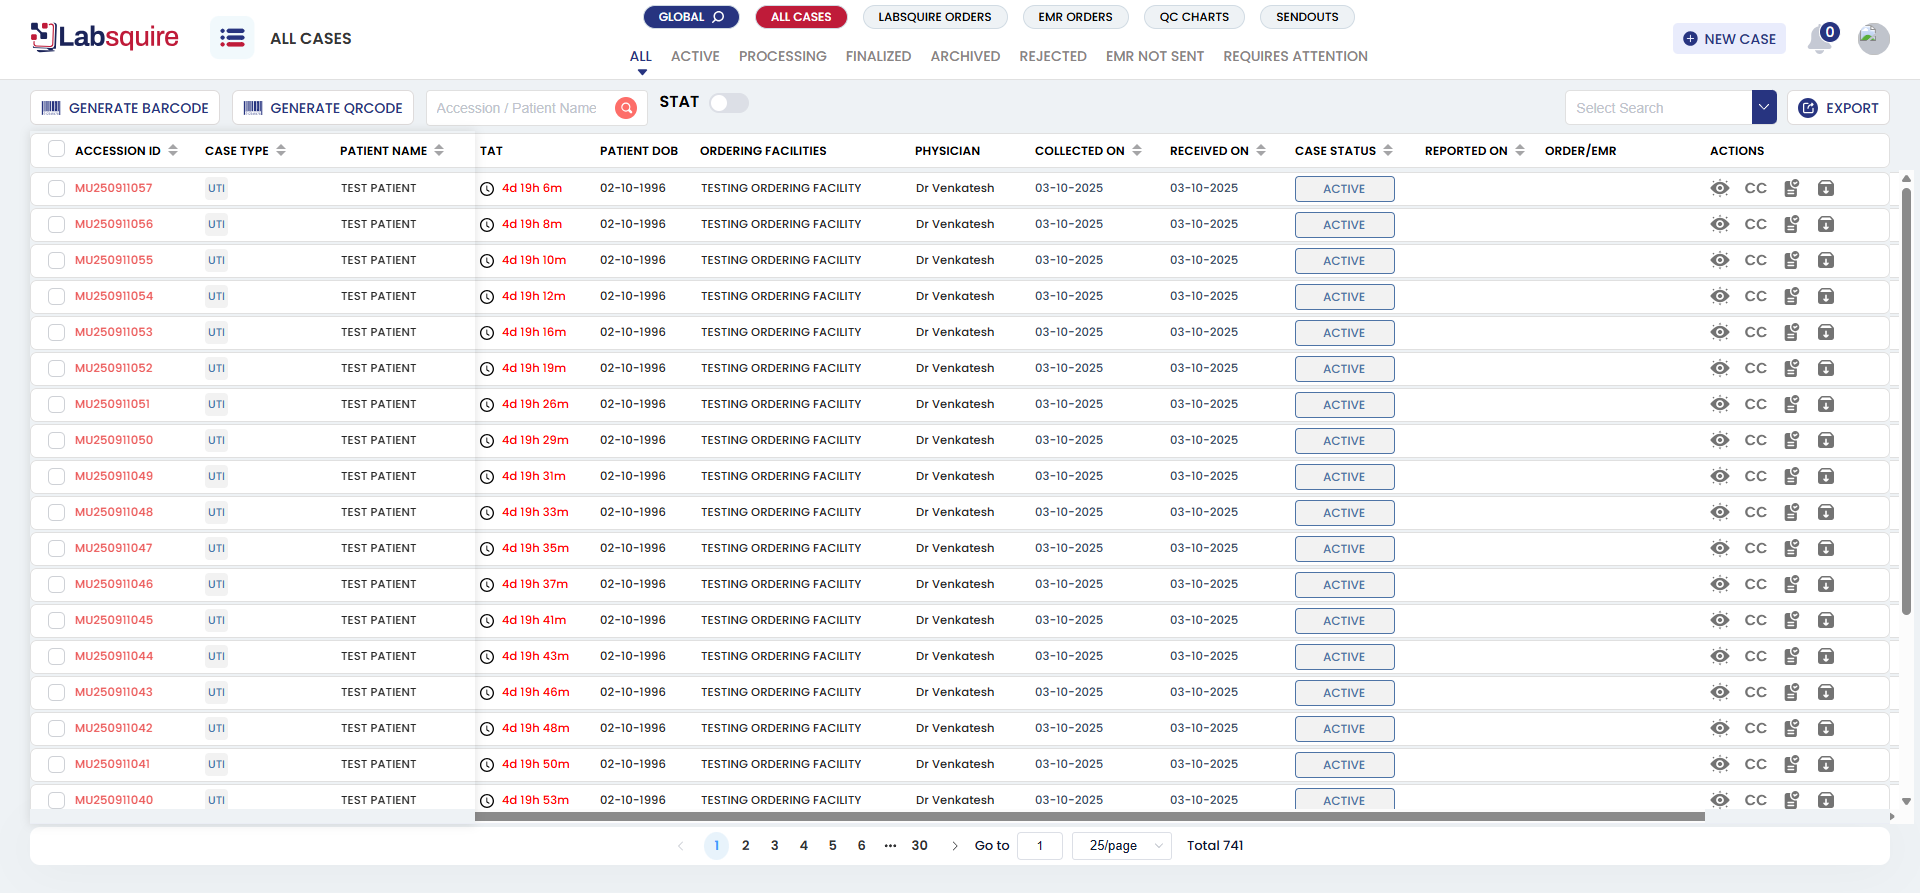 Labsquire
ALL CASES
GLOBAL ALL CASES LABSQUIRE ORDERS EMR ORDERS QC CHARTS SENDOUTS
ALL ACTIVE PROCESSING FINALIZED ARCHIVED REJECTED EMR NOT SENT REQUIRES ATTENTION
NEW CASE 0
GENERATE BARCODE GENERATE QRCODE Accession / Patient Name STAT Select Search EXPORT
ACCESSION ID CASE TYPE PATIENT NAME TAT PATIENT DOB ORDERING FACILITIES PHYSICIAN COLLECTED ON RECEIVED ON CASE STATUS REPORTED ON ORDER/EMR ACTIONS
MU250911057 UTI TEST PATIENT 4d 19h 6m 02-10-1996 TESTING ORDERING FACILITY Dr Venkatesh 03-10-2025 03-10-2025 ACTIVE CC
MU250911056 UTI TEST PATIENT 4d 19h 8m 02-10-1996 TESTING ORDERING FACILITY Dr Venkatesh 03-10-2025 03-10-2025 ACTIVE CC
MU250911055 UTI TEST PATIENT 4d 19h 10m 02-10-1996 TESTING ORDERING FACILITY Dr Venkatesh 03-10-2025 03-10-2025 ACTIVE CC
MU250911054 UTI TEST PATIENT 4d 19h 12m 02-10-1996 TESTING ORDERING FACILITY Dr Venkatesh 03-10-2025 03-10-2025 ACTIVE CC
MU250911053 UTI TEST PATIENT 4d 19h 16m 02-10-1996 TESTING ORDERING FACILITY Dr Venkatesh 03-10-2025 03-10-2025 ACTIVE CC
MU250911052 UTI TEST PATIENT 4d 19h 19m 02-10-1996 TESTING ORDERING FACILITY Dr Venkatesh 03-10-2025 03-10-2025 ACTIVE CC
MU250911051 UTI TEST PATIENT 4d 19h 26m 02-10-1996 TESTING ORDERING FACILITY Dr Venkatesh 03-10-2025 03-10-2025 ACTIVE CC
MU250911050 UTI TEST PATIENT 4d 19h 29m 02-10-1996 TESTING ORDERING FACILITY Dr Venkatesh 03-10-2025 03-10-2025 ACTIVE CC
MU250911049 UTI TEST PATIENT 4d 19h 31m 02-10-1996 TESTING ORDERING FACILITY Dr Venkatesh 03-10-2025 03-10-2025 ACTIVE CC
MU250911048 UTI TEST PATIENT 4d 19h 33m 02-10-1996 TESTING ORDERING FACILITY Dr Venkatesh 03-10-2025 03-10-2025 ACTIVE CC
MU250911047 UTI TEST PATIENT 4d 19h 35m 02-10-1996 TESTING ORDERING FACILITY Dr Venkatesh 03-10-2025 03-10-2025 ACTIVE CC
MU250911046 UTI TEST PATIENT 4d 19h 37m 02-10-1996 TESTING ORDERING FACILITY Dr Venkatesh 03-10-2025 03-10-2025 ACTIVE CC
MU250911045 UTI TEST PATIENT 4d 19h 41m 02-10-1996 TESTING ORDERING FACILITY Dr Venkatesh 03-10-2025 03-10-2025 ACTIVE CC
MU250911044 UTI TEST PATIENT 4d 19h 43m 02-10-1996 TESTING ORDERING FACILITY Dr Venkatesh 03-10-2025 03-10-2025 ACTIVE CC
MU250911043 UTI TEST PATIENT 4d 19h 46m 02-10-1996 TESTING ORDERING FACILITY Dr Venkatesh 03-10-2025 03-10-2025 ACTIVE CC
MU250911042 UTI TEST PATIENT 4d 19h 48m 02-10-1996 TESTING ORDERING FACILITY Dr Venkatesh 03-10-2025 03-10-2025 ACTIVE CC
MU250911041 UTI TEST PATIENT 4d 19h 50m 02-10-1996 TESTING ORDERING FACILITY Dr Venkatesh 03-10-2025 03-10-2025 ACTIVE CC
MU250911040 UTI TEST PATIENT 4d 19h 53m 02-10-1996 TESTING ORDERING FACILITY Dr Venkatesh 03-10-2025 03-10-2025 ACTIVE CC
1 2 3 4 5 6 ••• 30 Go to 1 25/page Total 741